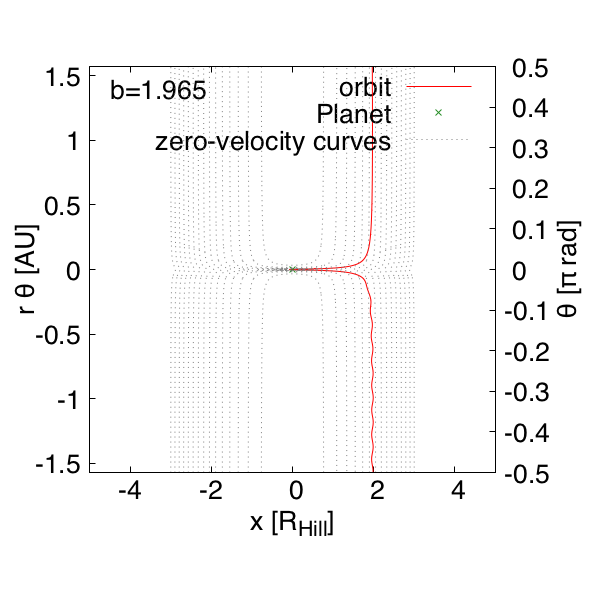 b=1.965
orbit
Planet
zero-velocity curves
r θ [AU]
1.5
1
0.5
0
-0.5
-1
-1.5
θ [π rad]
0.5
0.4
0.3
0.2
0.1
0
-0.1
-0.2
-0.3
-0.4
-0.5
-4 -2 0 2 4
x [R_Hill]